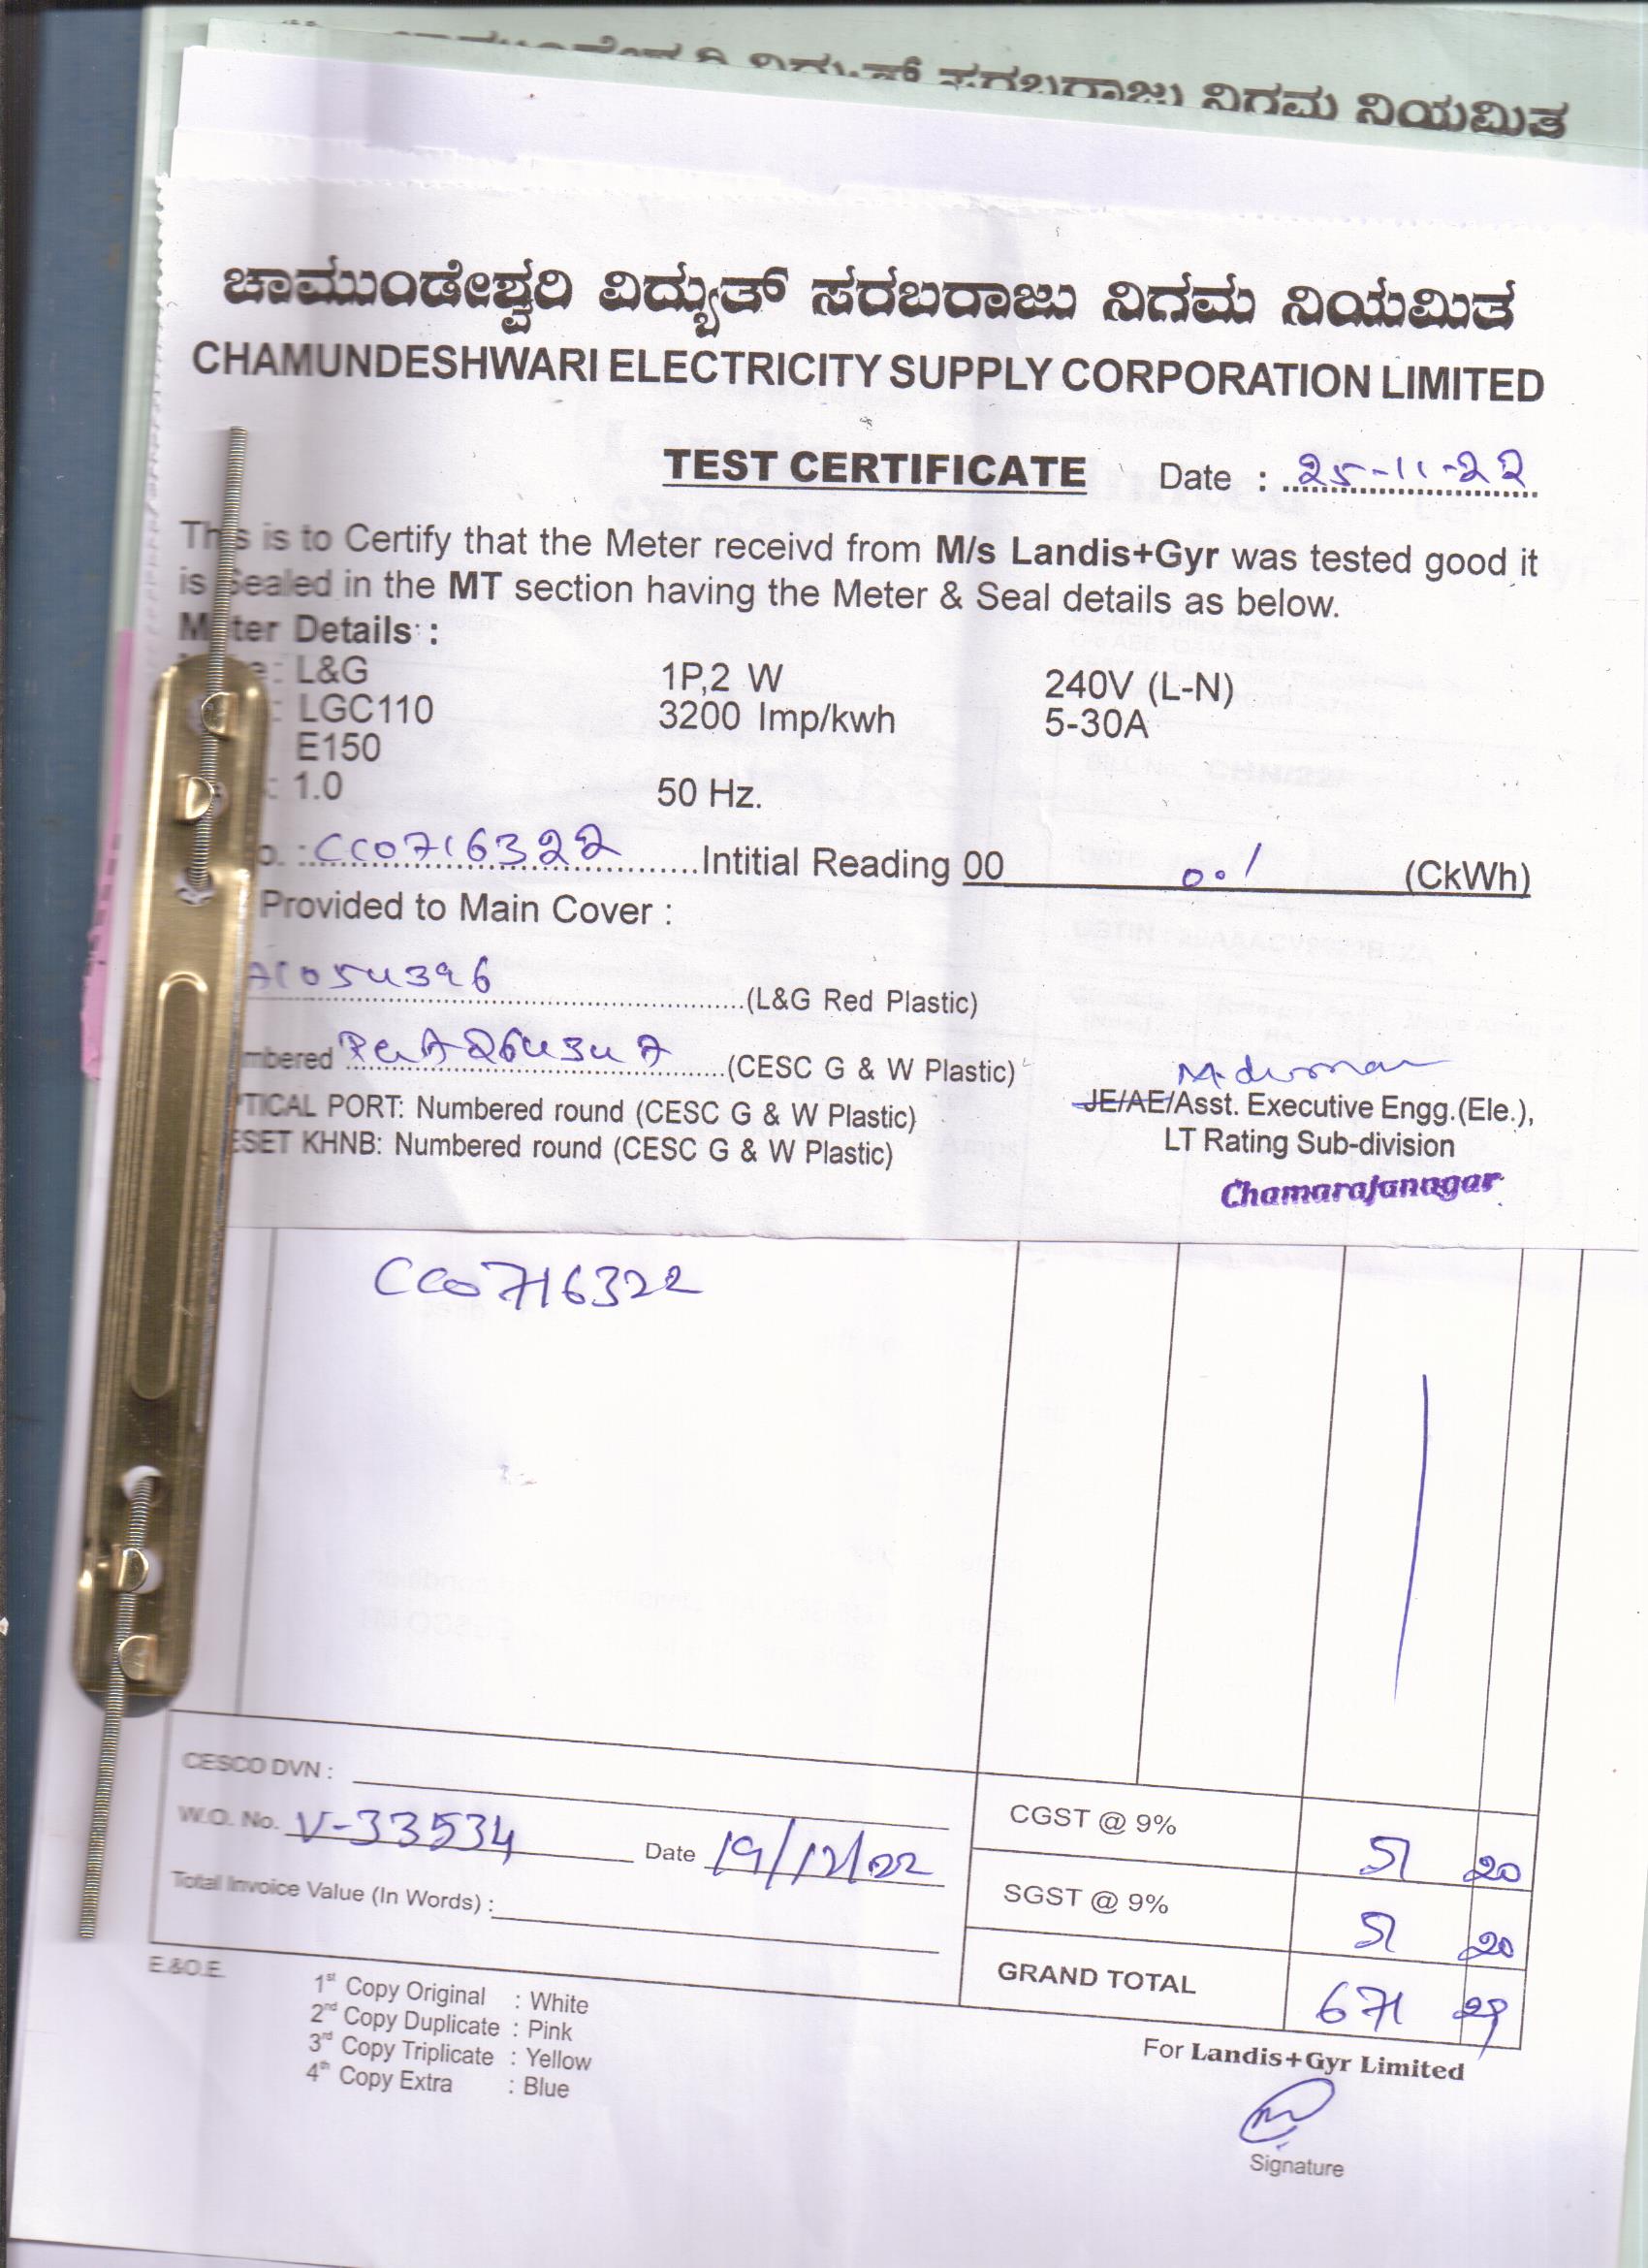 ಸರಬರಾಜು ನಿಗಮ ನಿಯಮಿತ
ಚಾಮುಂಡೇಶ್ವರಿ ವಿದ್ಯುತ್ ಸರಬರಾಜು ನಿಗಮ ನಿಯಮಿತ
CHAMUNDESHWARI ELECTRICITY SUPPLY CORPORATION LIMITED
TEST CERTIFICATE Date : 25-11-22
This is to Certify that the Meter receivd from M/s Landis+Gyr was tested good it
is Sealed in the MT section having the Meter & Seal details as below.
Meter Details :
: L&G 1P,2 W 240V (L-N)
: LGC110 3200 Imp/kwh 5-30A
E150
: 1.0 50 Hz.
: CC0716322 Intitial Reading 00 0.1 (CkWh)
Provided to Main Cover :
(L&G Red Plastic)
(CESC G & W Plastic)
PORT: Numbered round (CESC G & W Plastic)
KHNB: Numbered round (CESC G & W Plastic)
JE/AE/Asst. Executive Engg.(Ele.),
LT Rating Sub-division
Chamarajanagar
CC0716322
CESCO DVN :
W.O. No. V-33534 Date 19/12/22
Total Invoice Value (In Words) :
CGST @ 9% 51 20
SGST @ 9% 51 20
GRAND TOTAL 671 29
E.&O.E.
1st Copy Original : White
2nd Copy Duplicate : Pink
3rd Copy Triplicate : Yellow
4th Copy Extra : Blue
For Landis+Gyr Limited
Signature